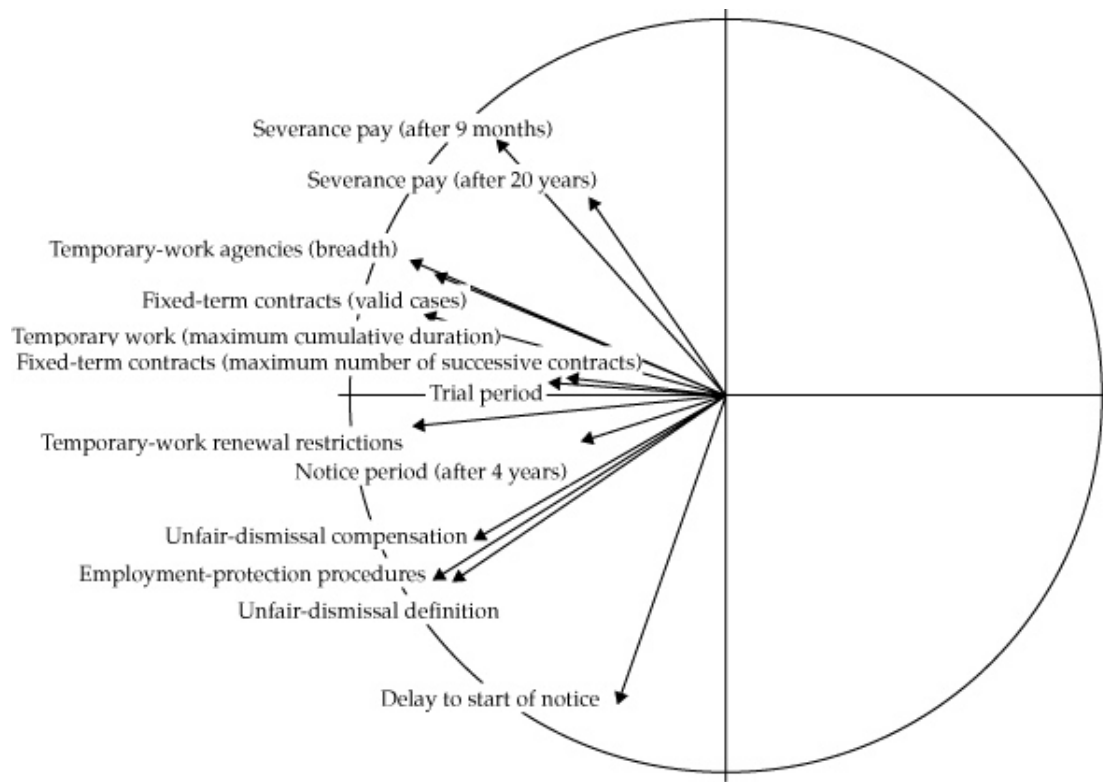 Severance pay (after 9 months)
Severance pay (after 20 years)
Temporary-work agencies (breadth)
Fixed-term contracts (valid cases)
Temporary work (maximum cumulative duration)
Fixed-term contracts (maximum number of successive contracts)
Trial period
Temporary-work renewal restrictions
Notice period (after 4 years)
Unfair-dismissal compensation
Employment-protection procedures
Unfair-dismissal definition
Delay to start of notice